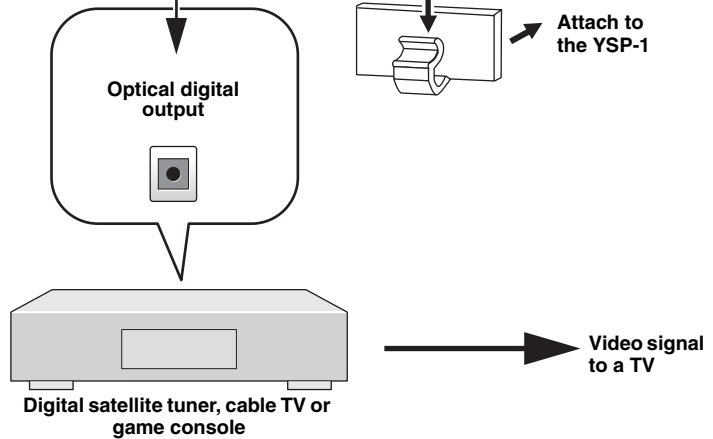 Attach to
the YSP-1
Optical digital
output
Video signal
to a TV
Digital satellite tuner, cable TV or
game console